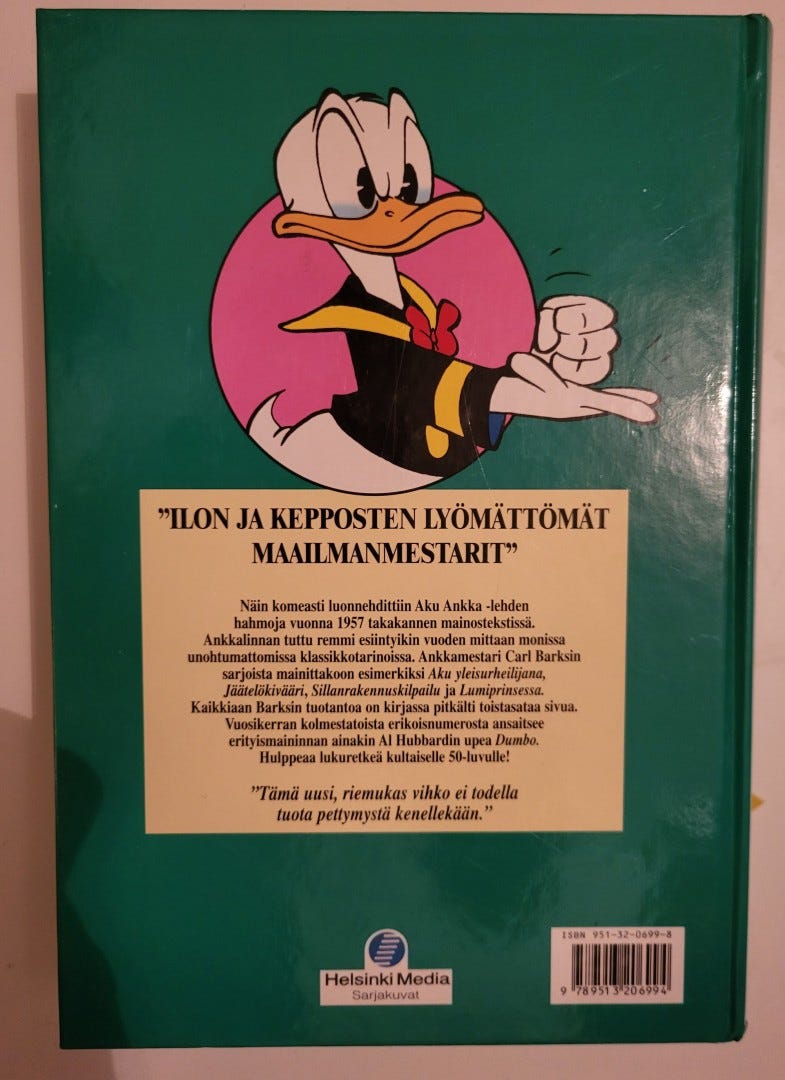 ”ILON JA KEPPOSTEN LYÖMÄTTÖMÄT
MAAILMANMESTARIT”
Näin komeasti luonnehdittiin Aku Ankka -lehden
hahmoja vuonna 1957 takakannen mainostekstissä.
Ankkalinnan tuttu remmi esiintyikin vuoden mittaan monissa
unohtumattomissa klassikkotarinoissa. Ankkamestari Carl Barksin
sarjoista mainittakoon esimerkiksi Aku yleisurheilijana,
Jäätelökivääri, Sillanrakennuskilpailu ja Lumiprinsessa.
Kaikkiaan Barksin tuotantoa on kirjassa pitkälti toistasataa sivua.
Vuosikerran kolmestatoista erikoisnumerosta ansaitsee
erityismaininnan ainakin Al Hubbardin upea Dumbo.
Hulppeaa lukuretkeä kultaiselle 50-luvulle!
”Tämä uusi, riemukas vihko ei todella
tuota pettymystä kenellekään.”
Helsinki Media
Sarjakuvat
ISBN 951-32-0699-8
9 789513 206994